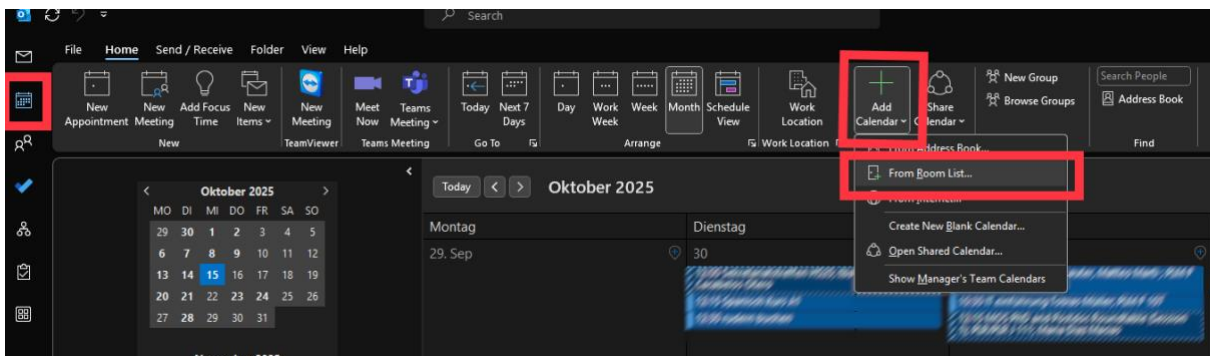 Search
File Home Send / Receive Folder View Help
New Appointment
New Meeting
Add Focus Time
New Items
New Meeting
Meet Now
Teams Meeting
Today
Next 7 Days
Day
Work Week
Week
Month
Schedule View
Work Location
Add Calendar
Share Calendar
New Group
Browse Groups
Search People
Address Book
New
TeamViewer
Teams Meeting
Go To
Arrange
Work Location
Find
From Address Book...
From Room List...
From Internet...
Create New Blank Calendar...
Open Shared Calendar...
Show Manager's Team Calendars
Oktober 2025
MO DI MI DO FR SA SO
29 30 1 2 3 4 5
6 7 8 9 10 11 12
13 14 15 16 17 18 19
20 21 22 23 24 25 26
27 28 29 30 31
Today
Oktober 2025
Montag
Dienstag
29. Sep
30